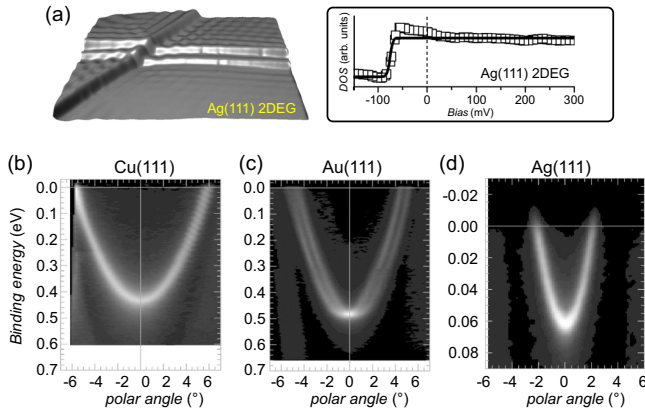 (a)
Ag(111) 2DEG
DOS (arb. units)
Ag(111) 2DEG
-100 0 100 200 300
Bias(mV)
(b) Cu(111)
(c) Au(111)
(d) Ag(111)
Binding energy (eV)
0.0
0.1
0.2
0.3
0.4
0.5
0.6
0.7
-6 -4 -2 0 2 4 6
polar angle (°)
0.0
0.1
0.2
0.3
0.4
0.5
0.6
0.7
-6 -4 -2 0 2 4 6
polar angle (°)
-0.02
0.00
0.02
0.04
0.06
0.08
-6 -4 -2 0 2 4 6
polar angle (°)